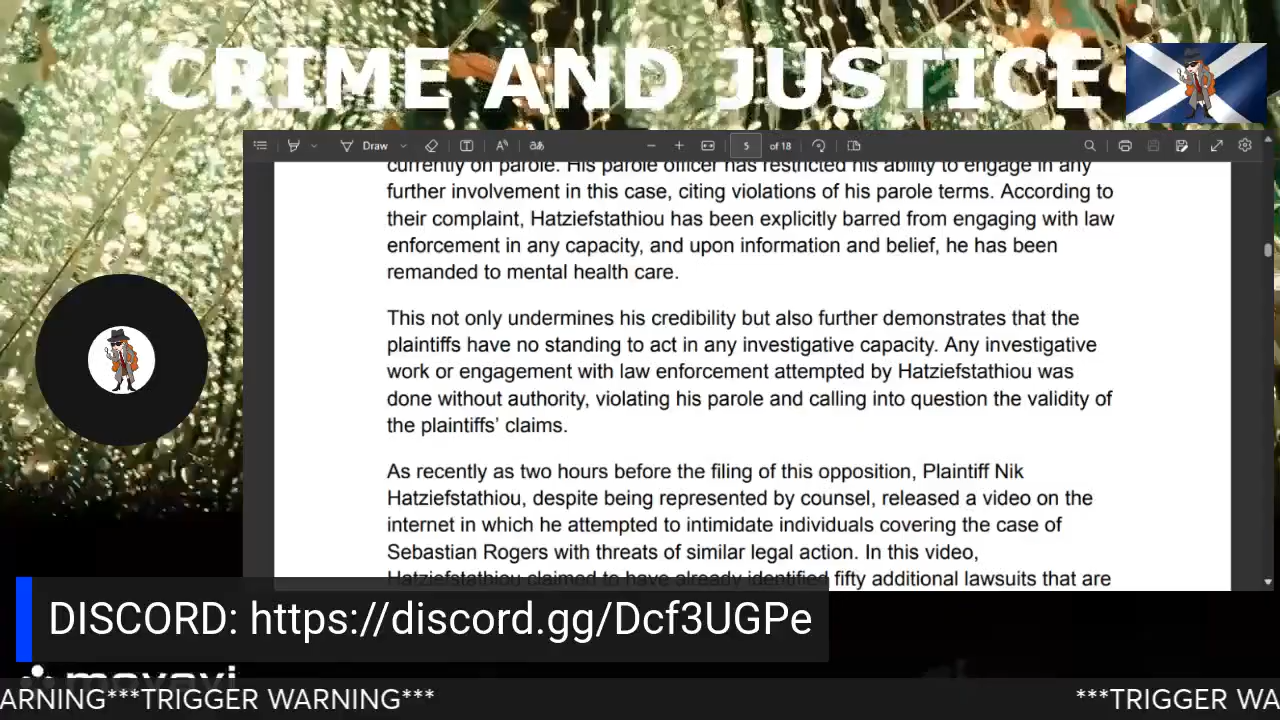 CRIME AND JUSTICE
Draw
5
of 18
currently on parole. His parole officer has restricted his ability to engage in any
further involvement in this case, citing violations of his parole terms. According to
their complaint, Hatziefstathiou has been explicitly barred from engaging with law
enforcement in any capacity, and upon information and belief, he has been
remanded to mental health care.
This not only undermines his credibility but also further demonstrates that the
plaintiffs have no standing to act in any investigative capacity. Any investigative
work or engagement with law enforcement attempted by Hatziefstathiou was
done without authority, violating his parole and calling into question the validity of
the plaintiffs’ claims.
As recently as two hours before the filing of this opposition, Plaintiff Nik
Hatziefstathiou, despite being represented by counsel, released a video on the
internet in which he attempted to intimidate individuals covering the case of
Sebastian Rogers with threats of similar legal action. In this video,
Hatziefstathiou claimed to have already identified fifty additional lawsuits that are
DISCORD: https://discord.gg/Dcf3UGPe
movavi
ARNING***TRIGGER WARNING*** ***TRIGGER WA